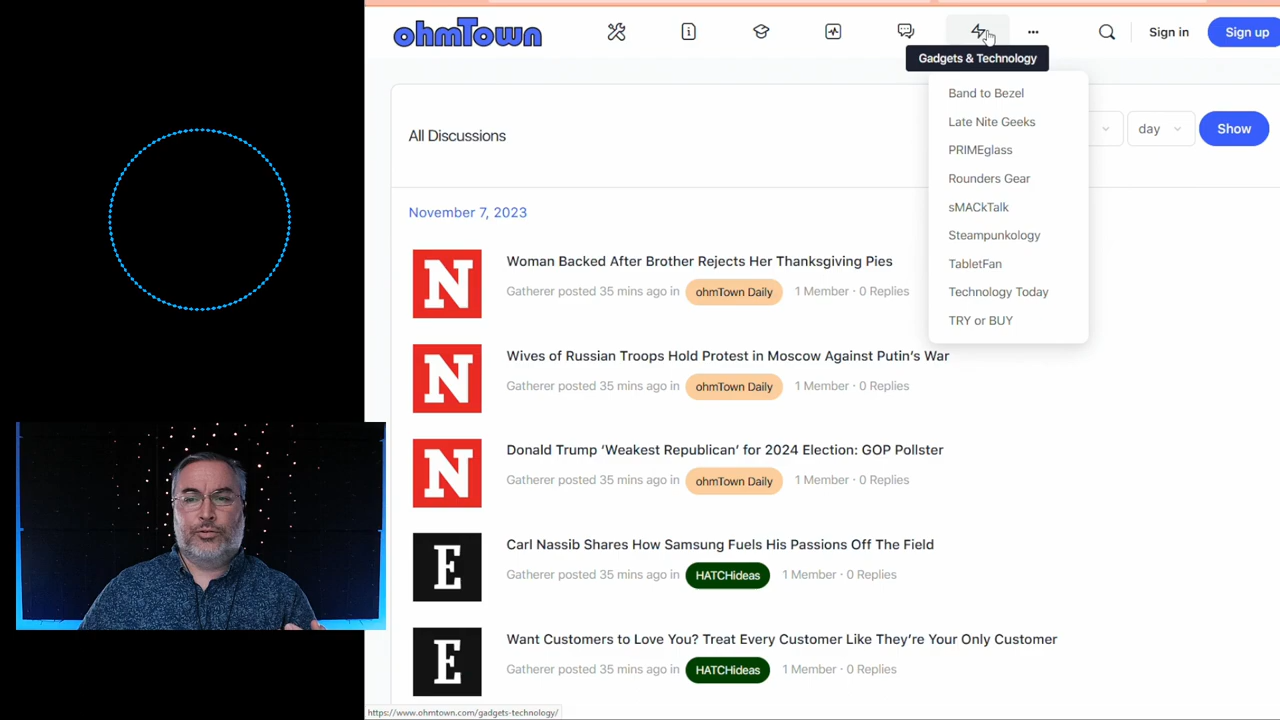 ohmTown
Sign in
Sign up
Gadgets & Technology
Band to Bezel
Late Nite Geeks
PRIMEglass
Rounders Gear
sMACkTalk
Steampunkology
TabletFan
Technology Today
TRY or BUY
All Discussions
day
Show
November 7, 2023
N
Woman Backed After Brother Rejects Her Thanksgiving Pies
Gatherer posted 35 mins ago in ohmTown Daily 1 Member · 0 Replies
N
Wives of Russian Troops Hold Protest in Moscow Against Putin’s War
Gatherer posted 35 mins ago in ohmTown Daily 1 Member · 0 Replies
N
Donald Trump ‘Weakest Republican’ for 2024 Election: GOP Pollster
Gatherer posted 35 mins ago in ohmTown Daily 1 Member · 0 Replies
E
Carl Nassib Shares How Samsung Fuels His Passions Off The Field
Gatherer posted 35 mins ago in HATCHideas 1 Member · 0 Replies
E
Want Customers to Love You? Treat Every Customer Like They’re Your Only Customer
Gatherer posted 35 mins ago in HATCHideas 1 Member · 0 Replies
https://www.ohmtown.com/gadgets-technology/